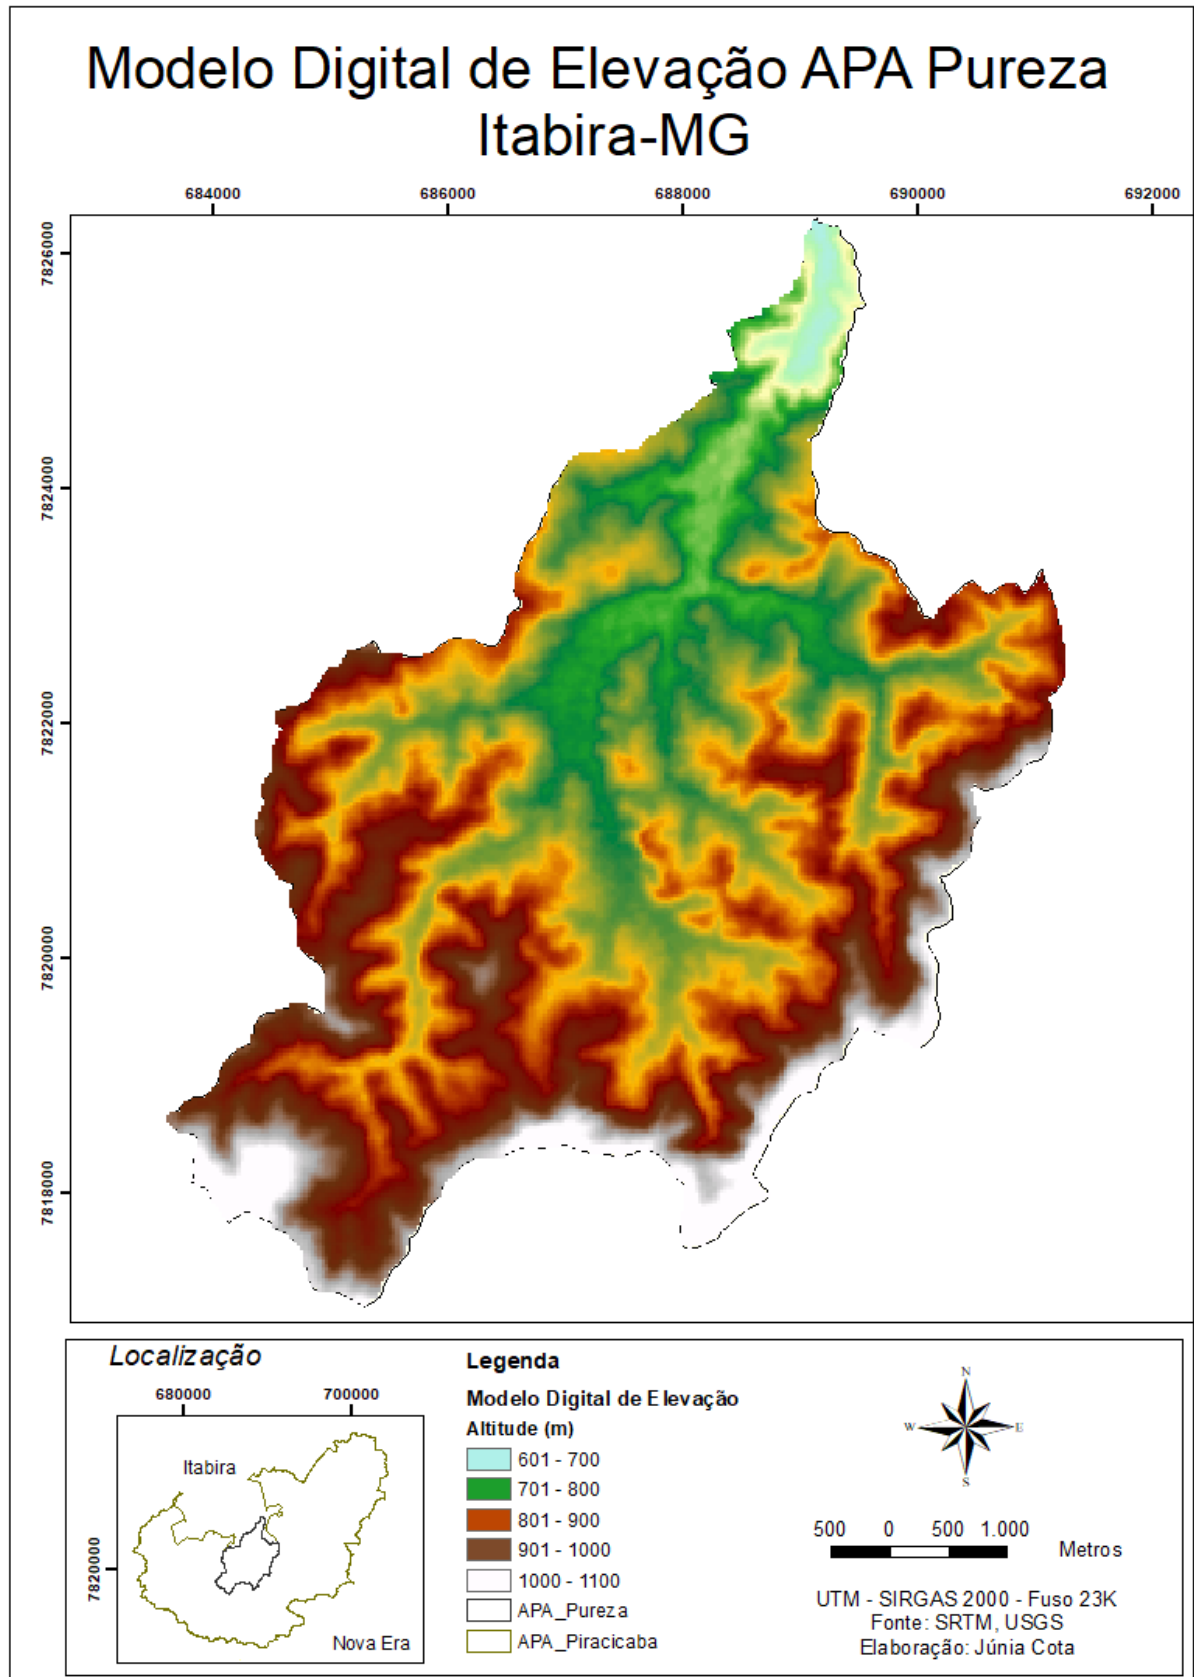 Modelo Digital de Elevação APA Pureza
Itabira-MG
684000
686000
688000
690000
692000
7826000
7824000
7822000
7820000
7818000
Localização
680000
700000
7820000
Itabira
Nova Era
Legenda
Modelo Digital de Elevação
Altitude (m)
601 - 700
701 - 800
801 - 900
901 - 1000
1000 - 1100
APA_Pureza
APA_Piracicaba
N
W
E
S
500 0 500 1.000
Metros
UTM - SIRGAS 2000 - Fuso 23K
Fonte: SRTM, USGS
Elaboração: Júnia Cota